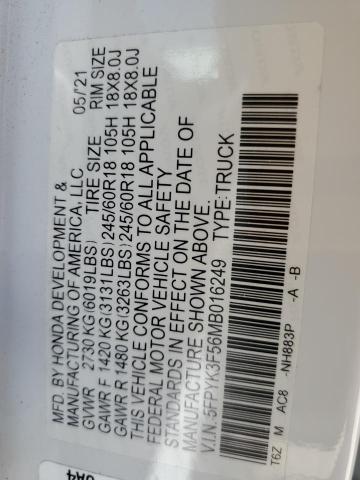 MFD. BY HONDA DEVELOPMENT & 05/'21
MANUFACTURING OF AMERICA, LLC. TIRE SIZE RIM SIZE
GVWR 2730 KG(6019LBS)
GAWR F 1420 KG(3131LBS)245/60R18 105H 18X8.0J
GAWR R 1480 KG(3263LBS)245/60R18 105H 18X8.0J
THIS VEHICLE CONFORMS TO ALL APPLICABLE
FEDERAL MOTOR VEHICLE SAFETY
STANDARDS IN EFFECT ON THE DATE OF
MANUFACTURE SHOWN ABOVE.
V.I.N.:5FPYK3F56MB016249 TYPE:TRUCK
T6Z M AC8 -NH883P -A -B